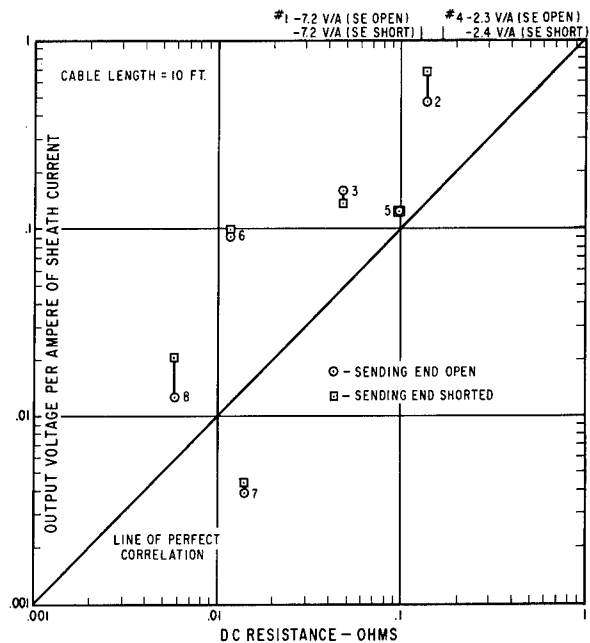 #1-7.2 V/A (SE OPEN)
-7.2 V/A (SE SHORT)
#4-2.3 V/A (SE OPEN)
-2.4 V/A (SE SHORT)
CABLE LENGTH = 10 FT.
OUTPUT VOLTAGE PER AMPERE OF SHEATH CURRENT
1
.1
.01
.001
2
3
5
6
8
7
⊙ - SENDING END OPEN
⊡ - SENDING END SHORTED
LINE OF PERFECT
CORRELATION
.001
.01
.1
1
DC RESISTANCE - OHMS